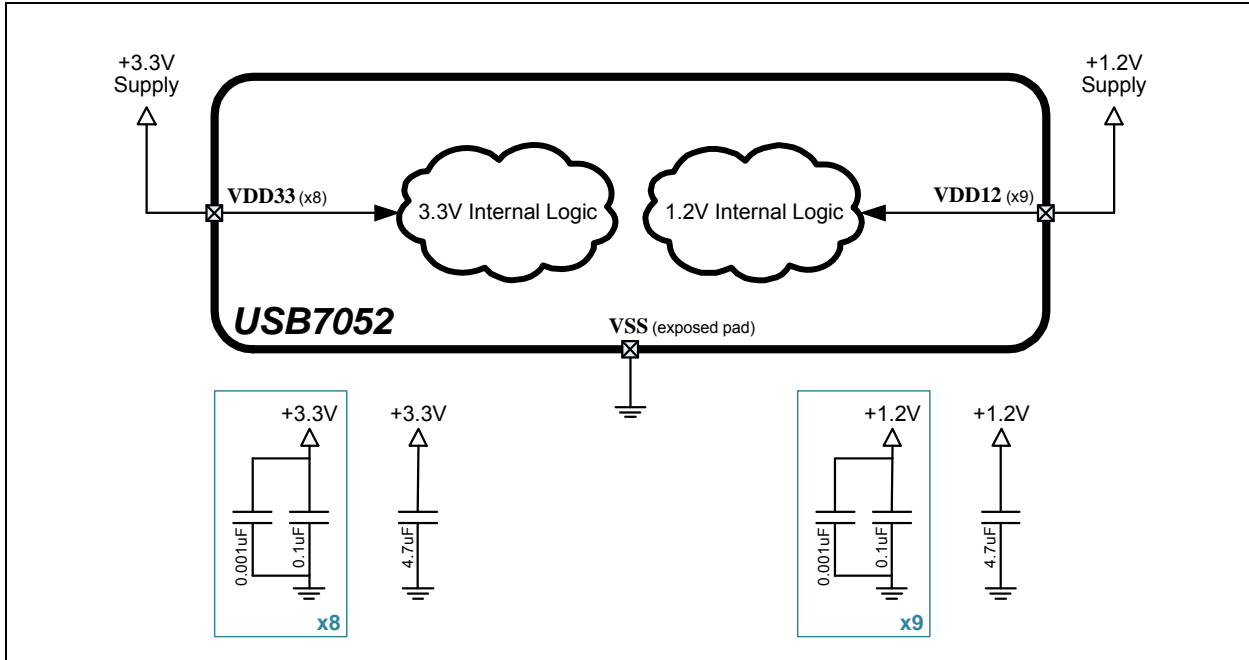 +3.3V
Supply
+1.2V
Supply
VDD33 (x8)
3.3V Internal Logic
1.2V Internal Logic
VDD12 (x9)
USB7052
VSS (exposed pad)
+3.3V
0.001uF
0.1uF
x8
+3.3V
4.7uF
+1.2V
0.001uF
0.1uF
x9
+1.2V
4.7uF